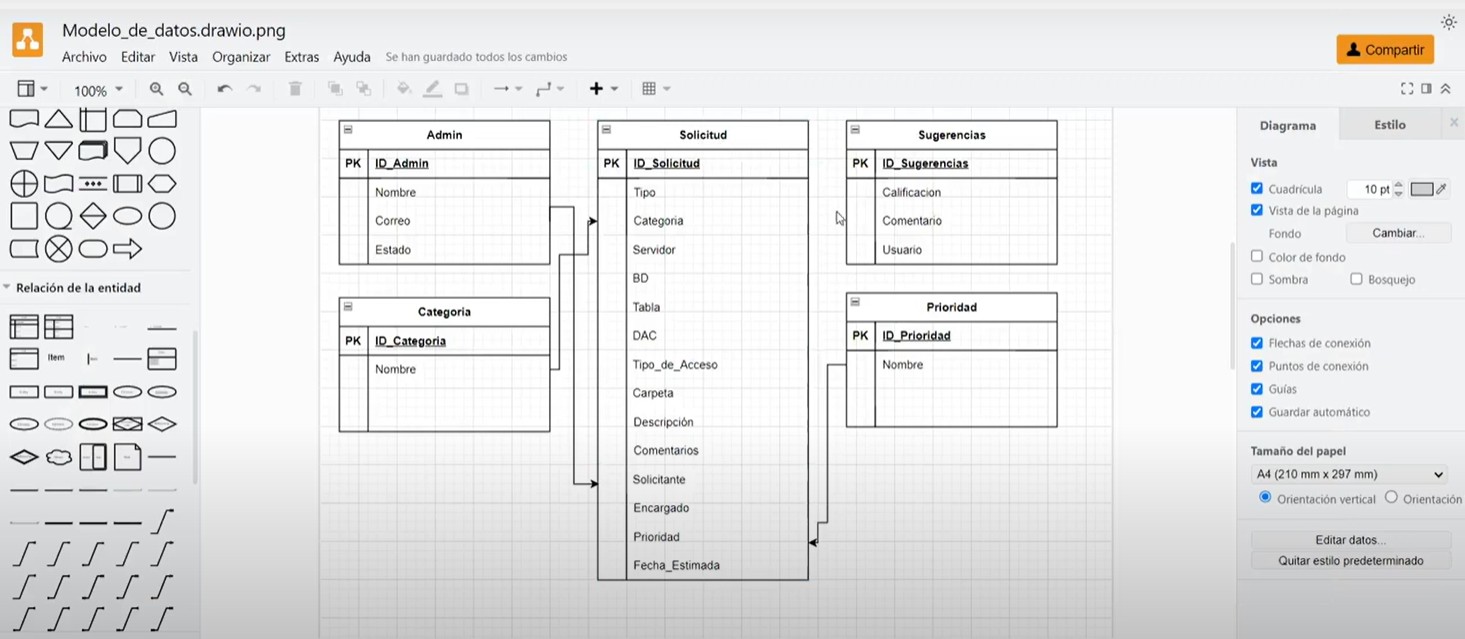 Modelo_de_datos.drawio.png
Archivo Editar Vista Organizar Extras Ayuda Se han guardado todos los cambios
Compartir
100%
Relación de la entidad
Item
Admin
PK ID_Admin
Nombre
Correo
Estado
Categoria
PK ID_Categoria
Nombre
Solicitud
PK ID_Solicitud
Tipo
Categoria
Servidor
BD
Tabla
DAC
Tipo_de_Acceso
Carpeta
Descripción
Comentarios
Solicitante
Encargado
Prioridad
Fecha_Estimada
Sugerencias
PK ID_Sugerencias
Calificacion
Comentario
Usuario
Prioridad
PK ID_Prioridad
Nombre
Diagrama Estilo
Vista
Cuadrícula 10 pt
Vista de la página
Fondo Cambiar...
Color de fondo
Sombra Bosquejo
Opciones
Flechas de conexión
Puntos de conexión
Guías
Guardar automático
Tamaño del papel
A4 (210 mm x 297 mm)
Orientación vertical Orientación
Editar datos...
Quitar estilo predeterminado